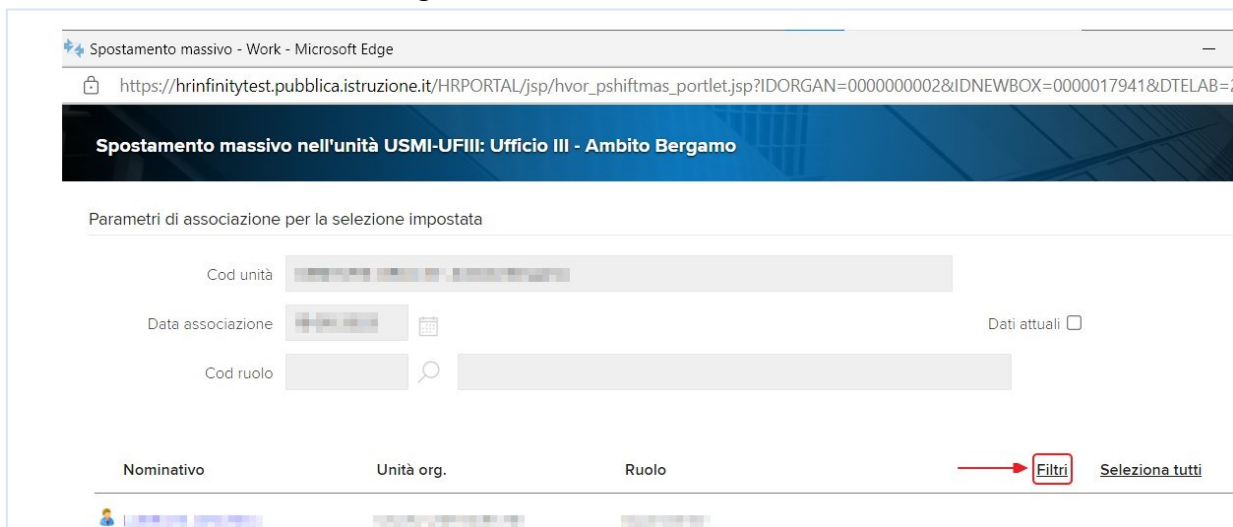 Spostamento massivo - Work - Microsoft Edge
https://hrinfinitytest.pubblica.istruzione.it/HRPORTAL/jsp/hvor_pshiftmas_portlet.jsp?IDORGAN=0000000002&IDNEWBOX=0000017941&DTELAB=
Spostamento massivo nell'unità USMI-UFIII: Ufficio III - Ambito Bergamo
Parametri di associazione per la selezione impostata
Cod unità
Data associazione Dati attuali
Cod ruolo
Nominativo Unità org. Ruolo Filtri Seleziona tutti